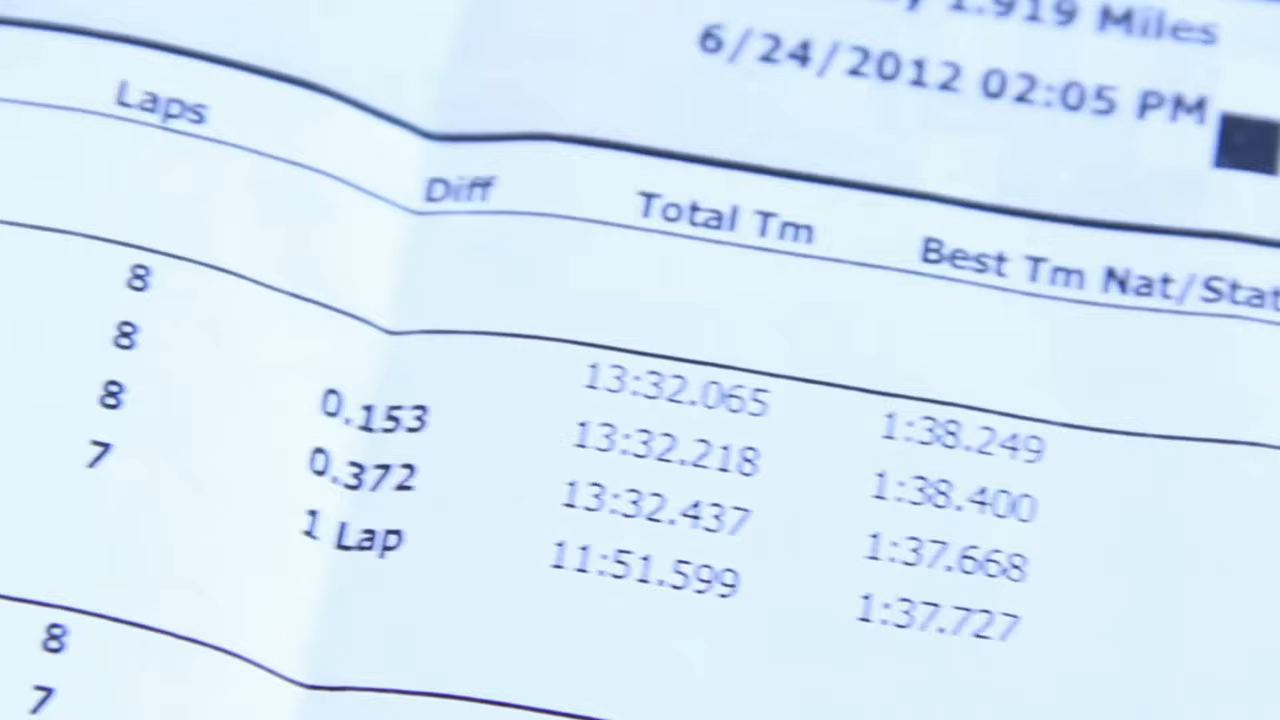 1.919 Miles
6/24/2012 02:05 PM
Laps Diff Total Tm Best Tm Nat/Stat
8 13:32.065 1:38.249
8 0.153 13:32.218 1:38.400
8 0.372 13:32.437 1:37.668
7 1 Lap 11:51.599 1:37.727
8
7